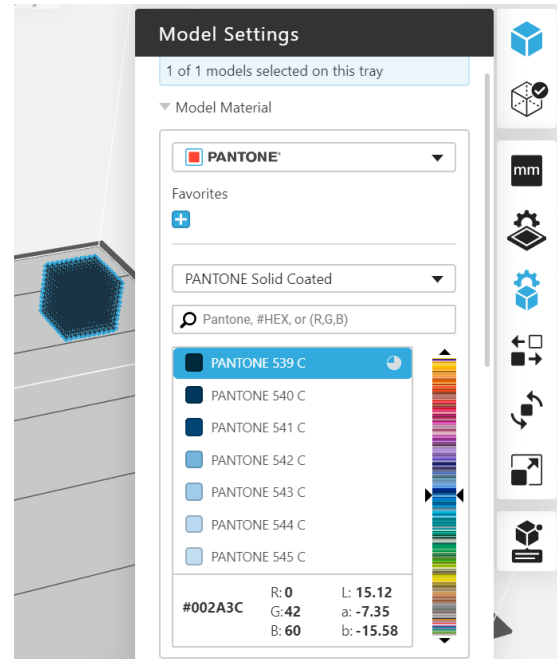 Model Settings
1 of 1 models selected on this tray
Model Material
PANTONE®
Favorites
PANTONE Solid Coated
Pantone, #HEX, or (R,G,B)
PANTONE 539 C
PANTONE 540 C
PANTONE 541 C
PANTONE 542 C
PANTONE 543 C
PANTONE 544 C
PANTONE 545 C
#002A3C
R: 0 L: 15.12
G: 42 a: -7.35
B: 60 b: -15.58
mm